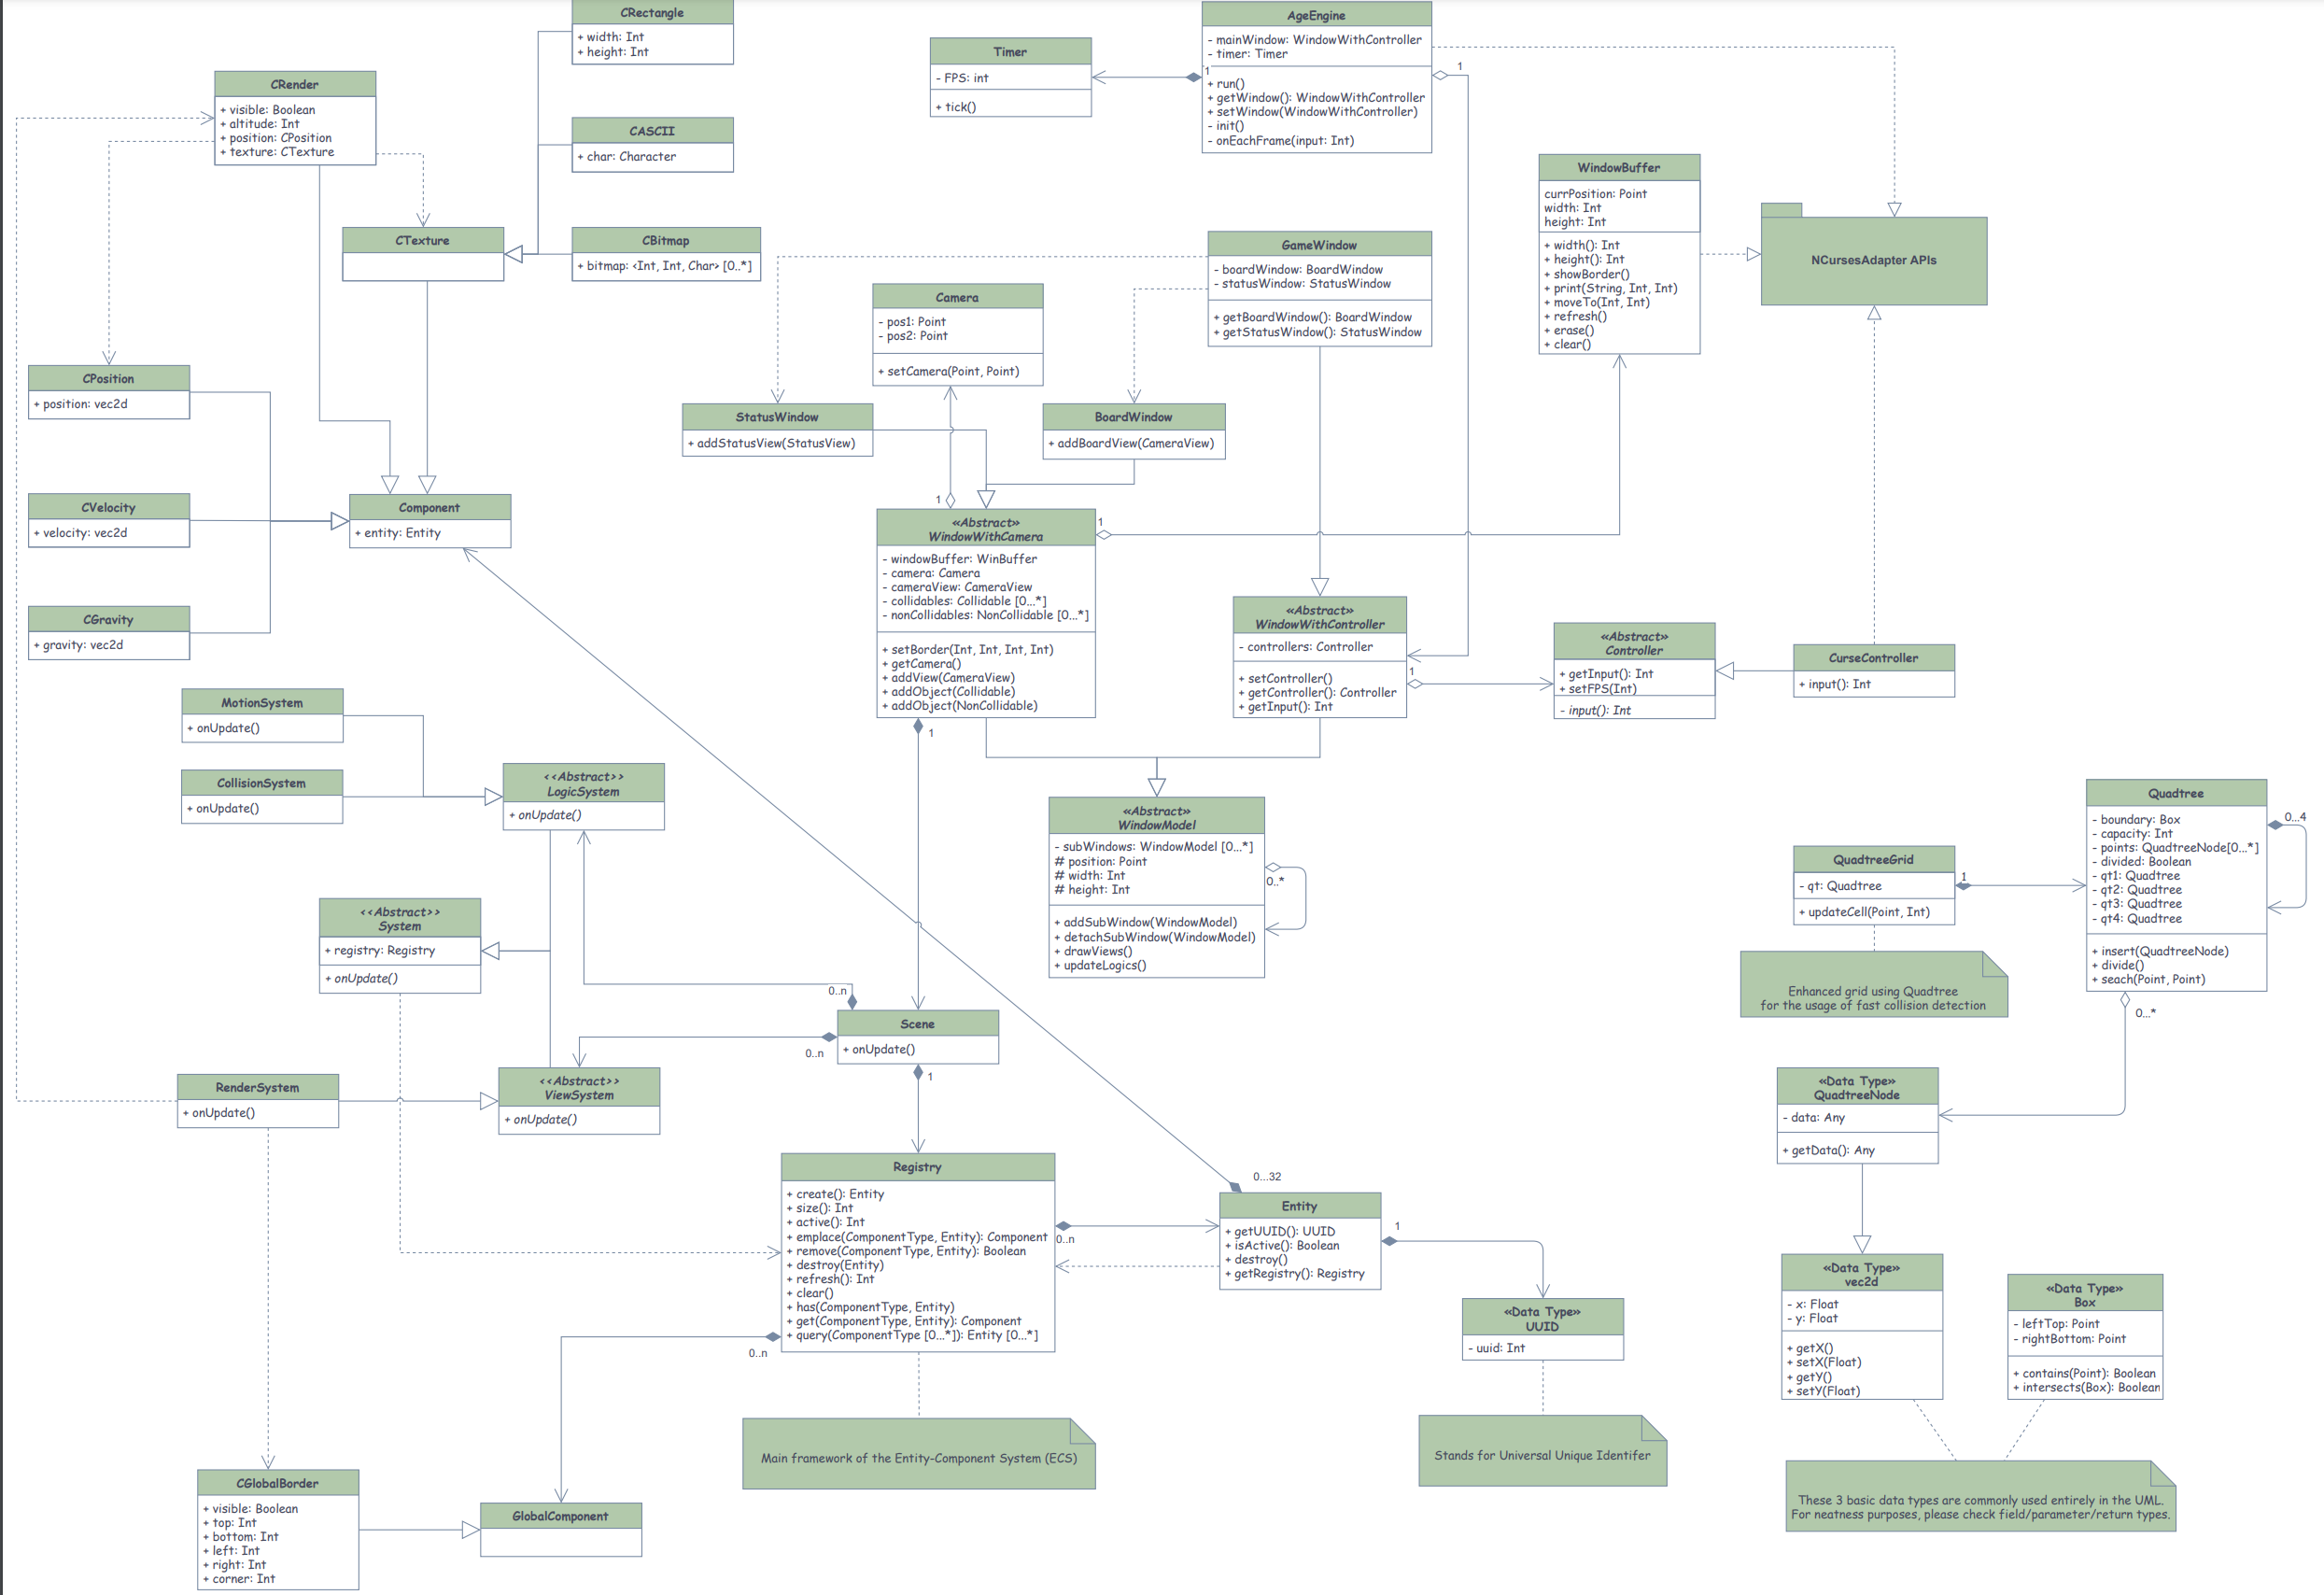 CRectangle
+ width: Int
+ height: Int
AgeEngine
- mainWindow: WindowWithController
- timer: Timer
+ run()
+ getWindow(): WindowWithController
+ setWindow(WindowWithController)
- init()
- onEachFrame(input: Int)
1
1
Timer
- FPS: int
+ tick()
CRender
+ visible: Boolean
+ altitude: Int
+ position: CPosition
+ texture: CTexture
CASCII
+ char: Character
WindowBuffer
currPosition: Point
width: Int
height: Int
+ width(): Int
+ height(): Int
+ showBorder()
+ print(String, Int, Int)
+ moveTo(Int, Int)
+ refresh()
+ erase()
+ clear()
NCursesAdapter APIs
CTexture
CBitmap
+ bitmap: <Int, Int, Char> [0..*]
GameWindow
- boardWindow: BoardWindow
- statusWindow: StatusWindow
+ getBoardWindow(): BoardWindow
+ getStatusWindow(): StatusWindow
Camera
- pos1: Point
- pos2: Point
+ setCamera(Point, Point)
CPosition
+ position: vec2d
StatusWindow
+ addStatusView(StatusView)
BoardWindow
+ addBoardView(CameraView)
CVelocity
+ velocity: vec2d
Component
+ entity: Entity
1
1
«Abstract»
WindowWithCamera
- windowBuffer: WinBuffer
- camera: Camera
- cameraView: CameraView
- collidables: Collidable [0...*]
- nonCollidables: NonCollidable [0...*]
+ setBorder(Int, Int, Int, Int)
+ getCamera()
+ addView(CameraView)
+ addObject(Collidable)
+ addObject(NonCollidable)
1
CGravity
+ gravity: vec2d
«Abstract»
WindowWithController
- controllers: Controller
+ setController()
+ getController(): Controller
+ getInput(): Int
1
«Abstract»
Controller
+ getInput(): Int
+ setFPS(Int)
- input(): Int
CurseController
+ input(): Int
MotionSystem
+ onUpdate()
CollisionSystem
+ onUpdate()
<<Abstract>>
LogicSystem
+ onUpdate()
«Abstract»
WindowModel
- subWindows: WindowModel [0...*]
# position: Point
# width: Int
# height: Int
+ addSubWindow(WindowModel)
+ detachSubWindow(WindowModel)
+ drawViews()
+ updateLogics()
0..*
Quadtree
- boundary: Box
- capacity: Int
- points: QuadtreeNode[0...*]
- divided: Boolean
- qt1: Quadtree
- qt2: Quadtree
- qt3: Quadtree
- qt4: Quadtree
+ insert(QuadtreeNode)
+ divide()
+ seach(Point, Point)
0...4
0...*
QuadtreeGrid
- qt: Quadtree
+ updateCell(Point, Int)
1
Enhanced grid using Quadtree
for the usage of fast collision detection
<<Abstract>>
System
+ registry: Registry
+ onUpdate()
0..n
Scene
+ onUpdate()
0..n
1
RenderSystem
+ onUpdate()
<<Abstract>>
ViewSystem
+ onUpdate()
«Data Type»
QuadtreeNode
- data: Any
+ getData(): Any
Registry
+ create(): Entity
+ size(): Int
+ active(): Int
+ emplace(ComponentType, Entity): Component
+ remove(ComponentType, Entity): Boolean
+ destroy(Entity)
+ refresh(): Int
+ clear()
+ has(ComponentType, Entity)
+ get(ComponentType, Entity): Component
+ query(ComponentType [0...*]): Entity [0...*]
0..n
0..n
0...32
Entity
+ getUUID(): UUID
+ isActive(): Boolean
+ destroy()
+ getRegistry(): Registry
1
«Data Type»
UUID
- uuid: Int
«Data Type»
vec2d
- x: Float
- y: Float
+ getX()
+ setX(Float)
+ getY()
+ setY(Float)
«Data Type»
Box
- leftTop: Point
- rightBottom: Point
+ contains(Point): Boolean
+ intersects(Box): Boolean
Main framework of the Entity-Component System (ECS)
Stands for Universal Unique Identifer
These 3 basic data types are commonly used entirely in the UML.
For neatness purposes, please check field/parameter/return types.
CGlobalBorder
+ visible: Boolean
+ top: Int
+ bottom: Int
+ left: Int
+ right: Int
+ corner: Int
GlobalComponent